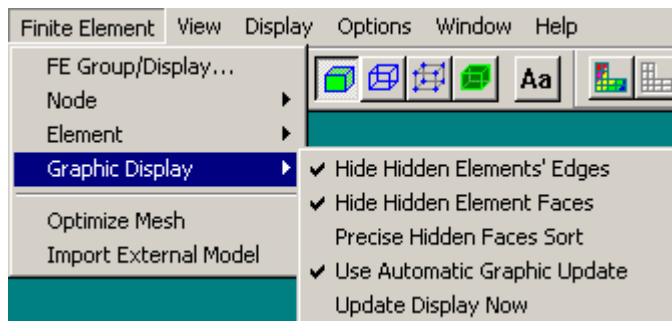 Finite Element View Display Options Window Help
FE Group/Display...
Node
Element
Graphic Display
Optimize Mesh
Import External Model
Aa
Hide Hidden Elements' Edges
Hide Hidden Element Faces
Precise Hidden Faces Sort
Use Automatic Graphic Update
Update Display Now